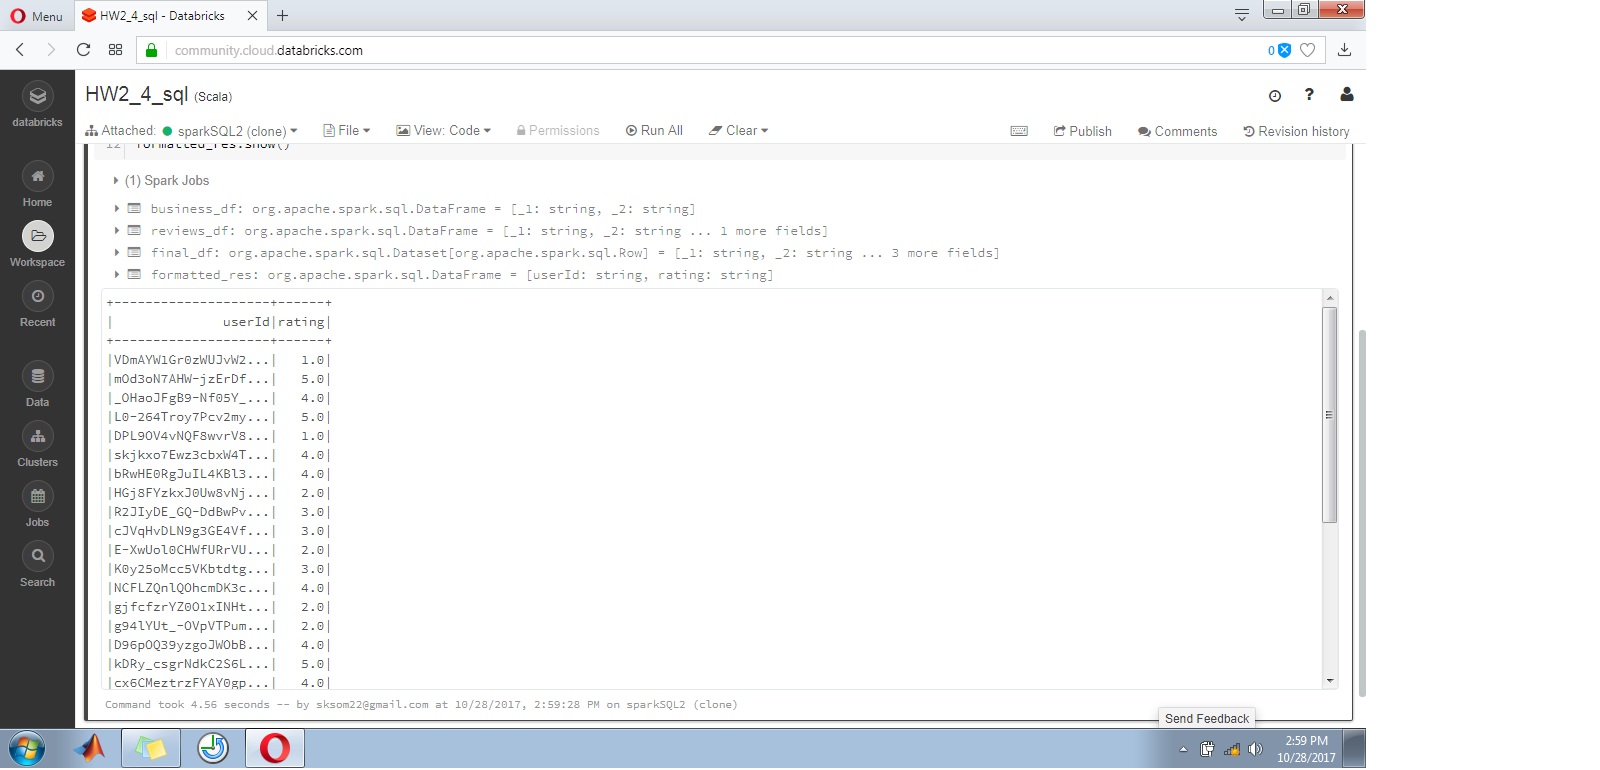 Menu
HW2_4_sql - Databricks
community.cloud.databricks.com
0
HW2_4_sql (Scala)
Attached: sparkSQL2 (clone)
File
View: Code
Permissions
Run All
Clear
Publish
Comments
Revision history
databricks
Home
Workspace
Recent
Data
Clusters
Jobs
Search
12 formatted_res.show()
(1) Spark Jobs
business_df: org.apache.spark.sql.DataFrame = [_1: string, _2: string]
reviews_df: org.apache.spark.sql.DataFrame = [_1: string, _2: string ... 1 more fields]
final_df: org.apache.spark.sql.Dataset[org.apache.spark.sql.Row] = [_1: string, _2: string ... 3 more fields]
formatted_res: org.apache.spark.sql.DataFrame = [userId: string, rating: string]
+--------------------+------+
|              userId|rating|
+--------------------+------+
|VDmAYW1Gr0zWUJvW2...|   1.0|
|mOd3oN7AHW-jzErDf...|   5.0|
|_OHaoJFgB9-Nf05Y_...|   4.0|
|L0-264Troy7Pcv2my...|   5.0|
|DPL9OV4vNQF8wvrV8...|   1.0|
|skjkxo7Ewz3cbxW4T...|   4.0|
|bRwHE0RgJuIL4KBl3...|   4.0|
|HGj8FYzkxJ0Uw8vNj...|   2.0|
|R2JIyDE_GQ-DdBwPv...|   3.0|
|cJVqHvDLN9g3GE4Vf...|   3.0|
|E-XwUol0CHWfURrVU...|   2.0|
|K0y25oMcc5VKbtdtg...|   3.0|
|NCFLZQnlQOhcmDK3c...|   4.0|
|gjfcfzrYZ0O1xINHt...|   2.0|
|g94lYUt_-OVpVTPum...|   2.0|
|D96pOQ39yzgoJWObB...|   4.0|
|kDRy_csgrNdkC2S6L...|   5.0|
|cx6CMeztrzFYAY0gp...|   4.0|
Command took 4.56 seconds -- by sksom22@gmail.com at 10/28/2017, 2:59:28 PM on sparkSQL2 (clone)
Send Feedback
2:59 PM
10/28/2017